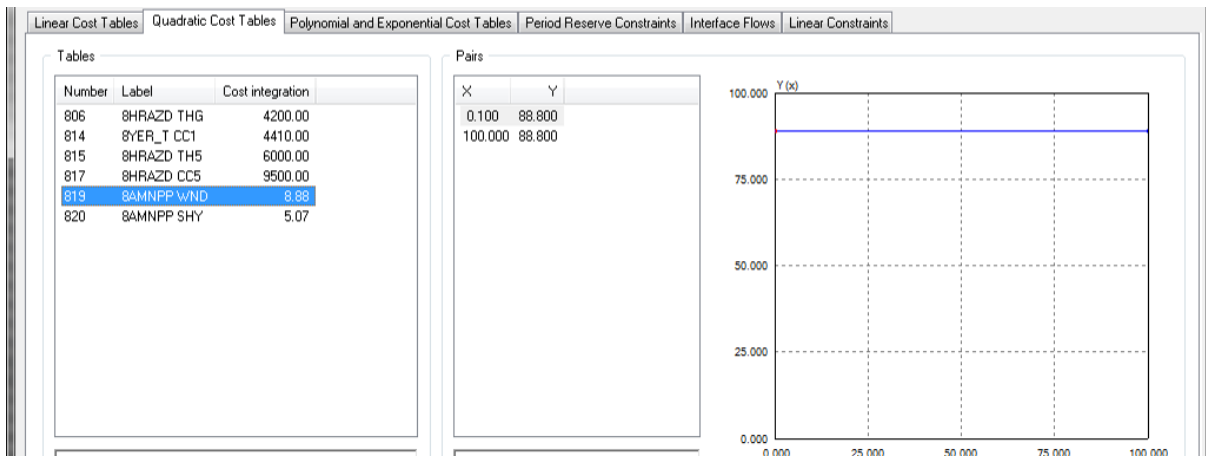 Linear Cost Tables Quadratic Cost Tables Polynomial and Exponential Cost Tables Period Reserve Constraints Interface Flows Linear Constraints
Tables
Number Label Cost integration
806 8HRAZD THG 4200.00
814 8YER_T CC1 4410.00
815 8HRAZD TH5 6000.00
817 8HRAZD CC5 9500.00
819 8AMNPP WND 8.88
820 8AMNPP SHY 5.07
Pairs
X Y
0.100 88.800
100.000 88.800
Y (x)
100.000
75.000
50.000
25.000
0.000
0.000 25.000 50.000 75.000 100.000